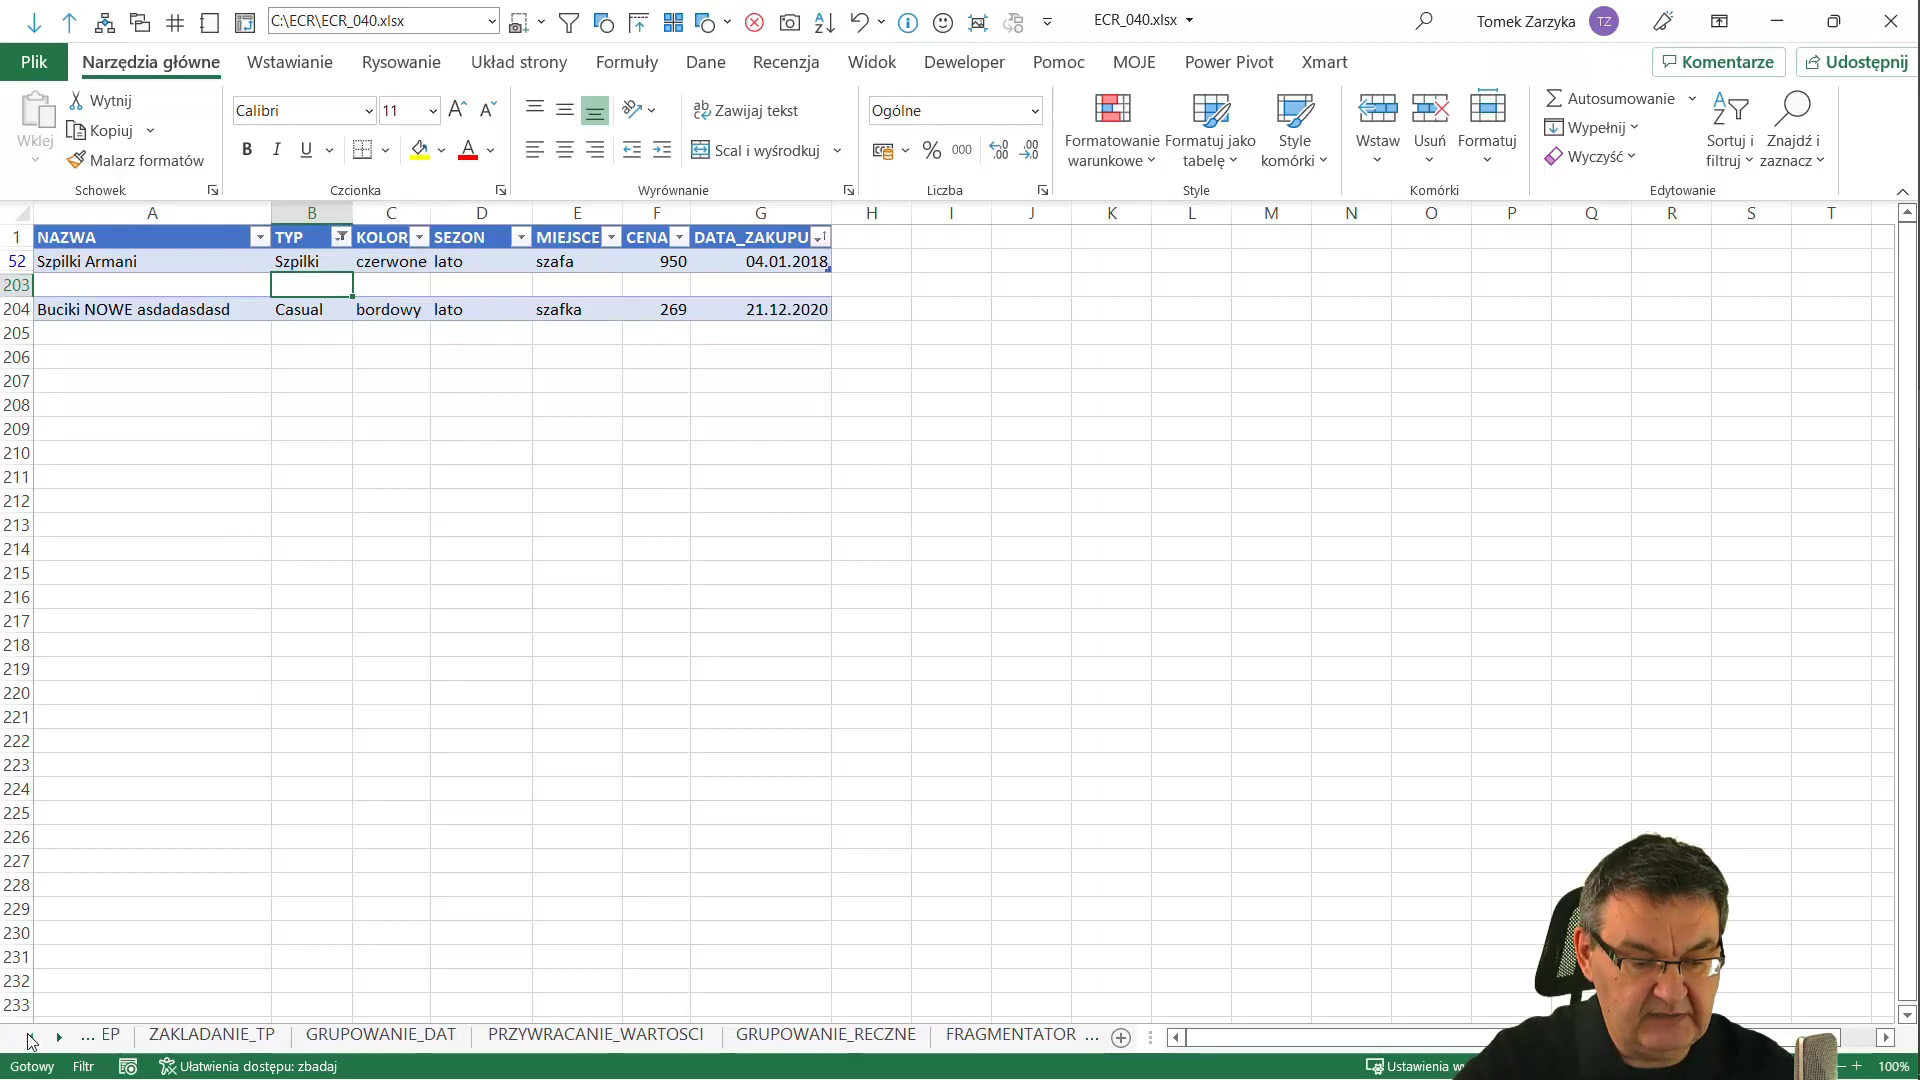 C:\ECR\ECR_040.xlsx
ECR_040.xlsx
Tomek Zarzyka TZ
Plik Narzędzia główne Wstawianie Rysowanie Układ strony Formuły Dane Recenzja Widok Deweloper Pomoc MOJE Power Pivot Xmart Komentarze Udostępnij
Wklej
Wytnij
Kopiuj
Malarz formatów
Schowek
Calibri 11
B I U
Czcionka
Zawijaj tekst
Scal i wyśrodkuj
Wyrównanie
Ogólne
% 000
Liczba
Formatowanie warunkowe
Formatuj jako tabelę
Style komórki
Style
Wstaw
Usuń
Formatuj
Komórki
Autosumowanie
Wypełnij
Wyczyść
Sortuj i filtruj
Znajdź i zaznacz
Edytowanie
A B C D E F G H I J K L M N O P Q R S T
1 NAZWA TYP KOLOR SEZON MIEJSCE CENA DATA_ZAKUPU
52 Szpilki Armani Szpilki czerwone lato szafa 950 04.01.2018
203
204 Buciki NOWE asdadasdasd Casual bordowy lato szafka 269 21.12.2020
205
206
207
208
209
210
211
212
213
214
215
216
217
218
219
220
221
222
223
224
225
226
227
228
229
230
231
232
233
... EP ZAKLADANIE_TP GRUPOWANIE_DAT PRZYWRACANIE_WARTOSCI GRUPOWANIE_RECZNE FRAGMENTATOR ...
Gotowy Filtr Ułatwienia dostępu: zbadaj Ustawienia 100%